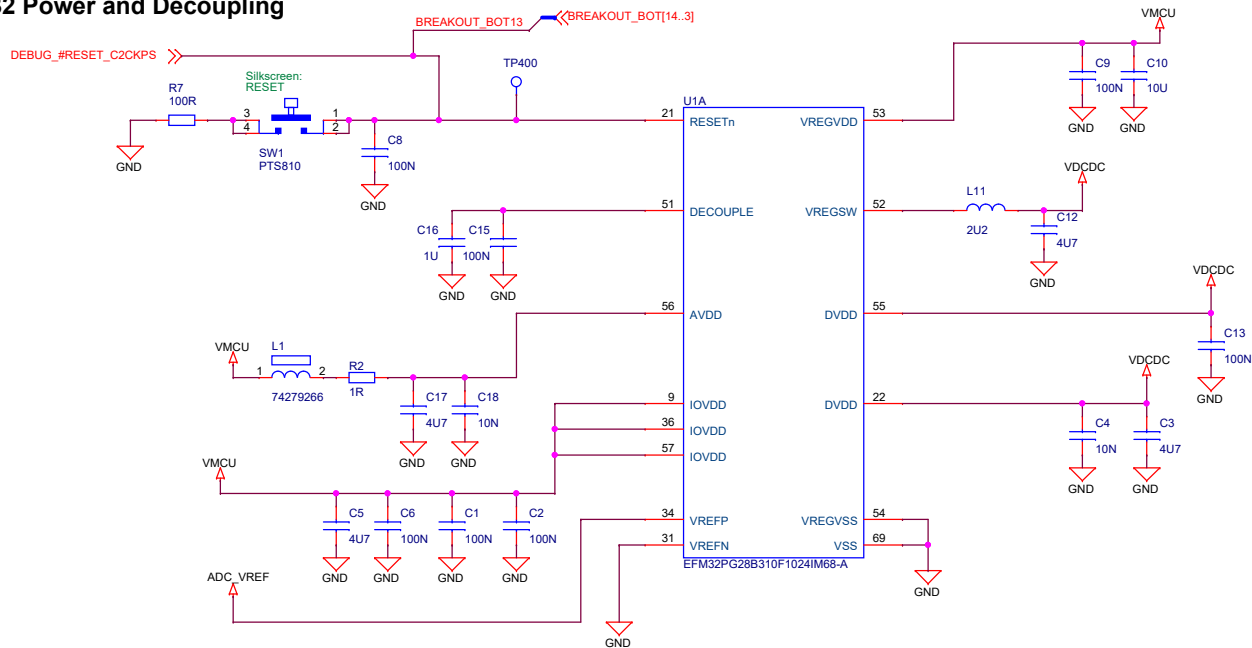 32 Power and Decoupling
BREAKOUT_BOT13
BREAKOUT_BOT[14..3]
DEBUG_#RESET_C2CKPS
VMCU
C9
100N
C10
10U
GND
GND
TP400
Silkscreen:
RESET
R7
100R
3
4
1
2
SW1
PTS810
GND
C8
100N
GND
U1A
21
RESETn
VREGVDD
53
VDCDC
51
DECOUPLE
VREGSW
52
L11
2U2
C12
4U7
GND
C16
1U
C15
100N
GND
GND
VDCDC
56
AVDD
DVDD
55
C13
100N
GND
VMCU
L1
1
2
74279266
R2
1R
C17
4U7
C18
10N
GND
GND
VDCDC
9
IOVDD
DVDD
22
36
IOVDD
57
IOVDD
C4
10N
C3
4U7
GND
GND
VMCU
C5
4U7
C6
100N
C1
100N
C2
100N
GND
GND
GND
GND
34
VREFP
VREGVSS
54
31
VREFN
VSS
69
EFM32PG28B310F1024IM68-A
ADC_VREF
GND
GND